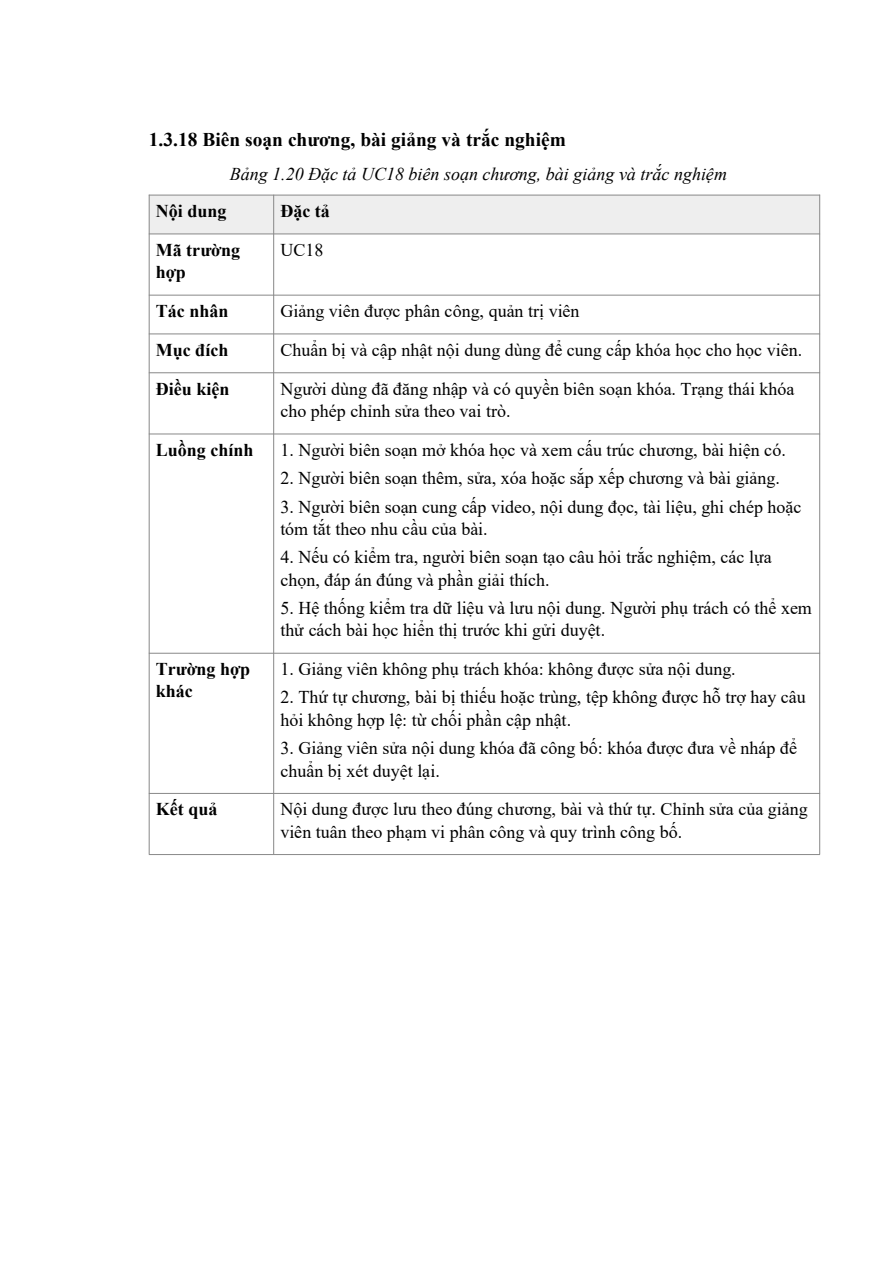 1.3.18 Biên soạn chương, bài giảng và trắc nghiệm
Bảng 1.20 Đặc tả UC18 biên soạn chương, bài giảng và trắc nghiệm
Nội dung Đặc tả
Mã trường UC18
hợp
Tác nhân Giảng viên được phân công, quản trị viên
Mục đích Chuẩn bị và cập nhật nội dung dùng để cung cấp khóa học cho học viên.
Điều kiện Người dùng đã đăng nhập và có quyền biên soạn khóa. Trạng thái khóa
cho phép chỉnh sửa theo vai trò.
Luồng chính 1. Người biên soạn mở khóa học và xem cấu trúc chương, bài hiện có.
2. Người biên soạn thêm, sửa, xóa hoặc sắp xếp chương và bài giảng.
3. Người biên soạn cung cấp video, nội dung đọc, tài liệu, ghi chép hoặc
tóm tắt theo nhu cầu của bài.
4. Nếu có kiểm tra, người biên soạn tạo câu hỏi trắc nghiệm, các lựa
chọn, đáp án đúng và phần giải thích.
5. Hệ thống kiểm tra dữ liệu và lưu nội dung. Người phụ trách có thể xem
thử cách bài học hiển thị trước khi gửi duyệt.
Trường hợp 1. Giảng viên không phụ trách khóa: không được sửa nội dung.
khác
2. Thứ tự chương, bài bị thiếu hoặc trùng, tệp không được hỗ trợ hay câu
hỏi không hợp lệ: từ chối phần cập nhật.
3. Giảng viên sửa nội dung khóa đã công bố: khóa được đưa về nháp để
chuẩn bị xét duyệt lại.
Kết quả Nội dung được lưu theo đúng chương, bài và thứ tự. Chỉnh sửa của giảng
viên tuân theo phạm vi phân công và quy trình công bố.